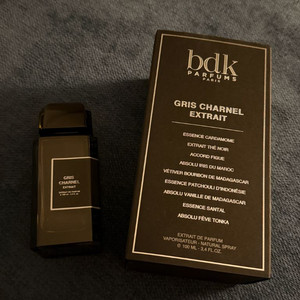 bdk
PARFUMS
PARIS
GRIS CHARNEL
EXTRAIT
ESSENCE CARDAMOME
EXTRAIT THÉ NOIR
ACCORD FIGUE
ABSOLU IRIS DU MAROC
VÉTIVER BOURBON DE MADAGASCAR
ESSENCE PATCHOULI D'INDONÉSIE
ABSOLU VANILLE DE MADAGASCAR
ESSENCE SANTAL
ABSOLU FÈVE TONKA
EXTRAIT DE PARFUM
VAPORISATEUR - NATURAL SPRAY
℮ 100 ML - 3.4 FL.OZ.
GRIS
CHARNEL
EXTRAIT